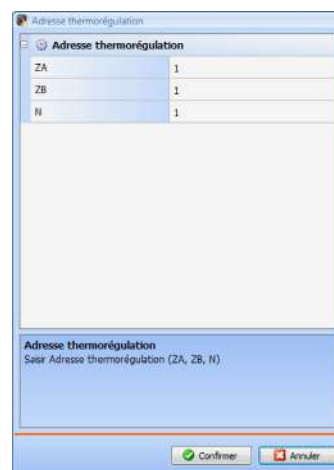 Adresse thermorégulation
Adresse thermorégulation
ZA 1
ZB 1
N 1
Adresse thermorégulation
Saisir Adresse thermorégulation (ZA, ZB, N)
Confirmer Annuler